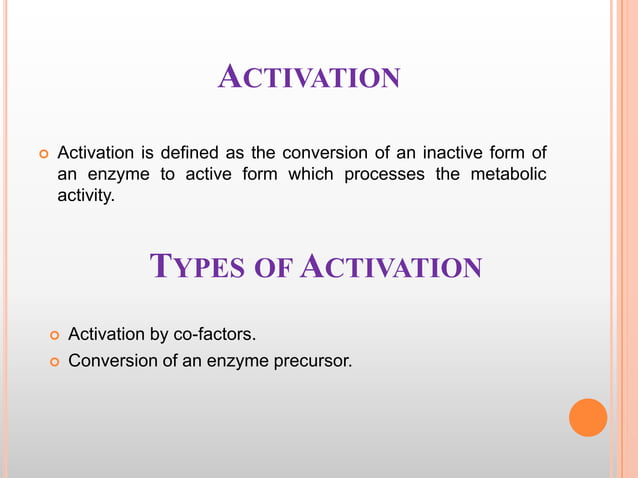 ACTIVATION
Activation is defined as the conversion of an inactive form of
an enzyme to active form which processes the metabolic
activity.
TYPES OF ACTIVATION
Activation by co-factors.
Conversion of an enzyme precursor.